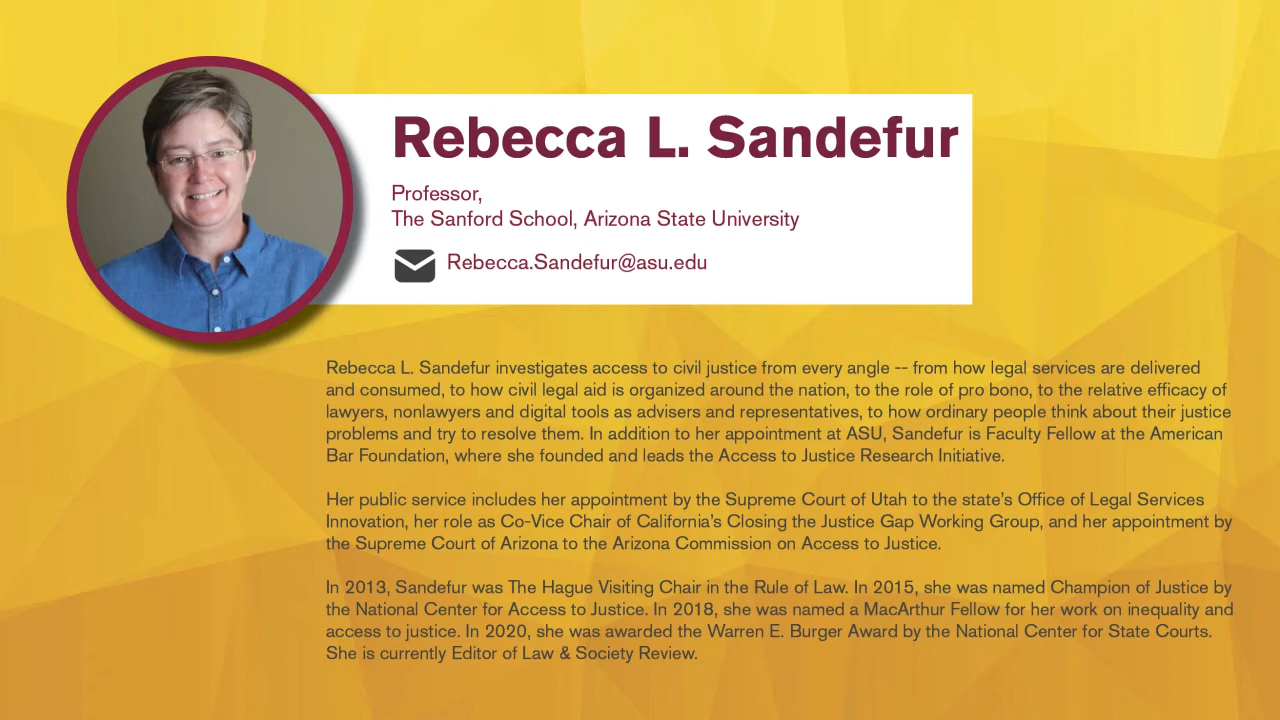 Rebecca L. Sandefur
Professor,
The Sanford School, Arizona State University
Rebecca.Sandefur@asu.edu
Rebecca L. Sandefur investigates access to civil justice from every angle -- from how legal services are delivered
and consumed, to how civil legal aid is organized around the nation, to the role of pro bono, to the relative efficacy of
lawyers, nonlawyers and digital tools as advisers and representatives, to how ordinary people think about their justice
problems and try to resolve them. In addition to her appointment at ASU, Sandefur is Faculty Fellow at the American
Bar Foundation, where she founded and leads the Access to Justice Research Initiative.
Her public service includes her appointment by the Supreme Court of Utah to the state's Office of Legal Services
Innovation, her role as Co-Vice Chair of California's Closing the Justice Gap Working Group, and her appointment by
the Supreme Court of Arizona to the Arizona Commission on Access to Justice.
In 2013, Sandefur was The Hague Visiting Chair in the Rule of Law. In 2015, she was named Champion of Justice by
the National Center for Access to Justice. In 2018, she was named a MacArthur Fellow for her work on inequality and
access to justice. In 2020, she was awarded the Warren E. Burger Award by the National Center for State Courts.
She is currently Editor of Law & Society Review.